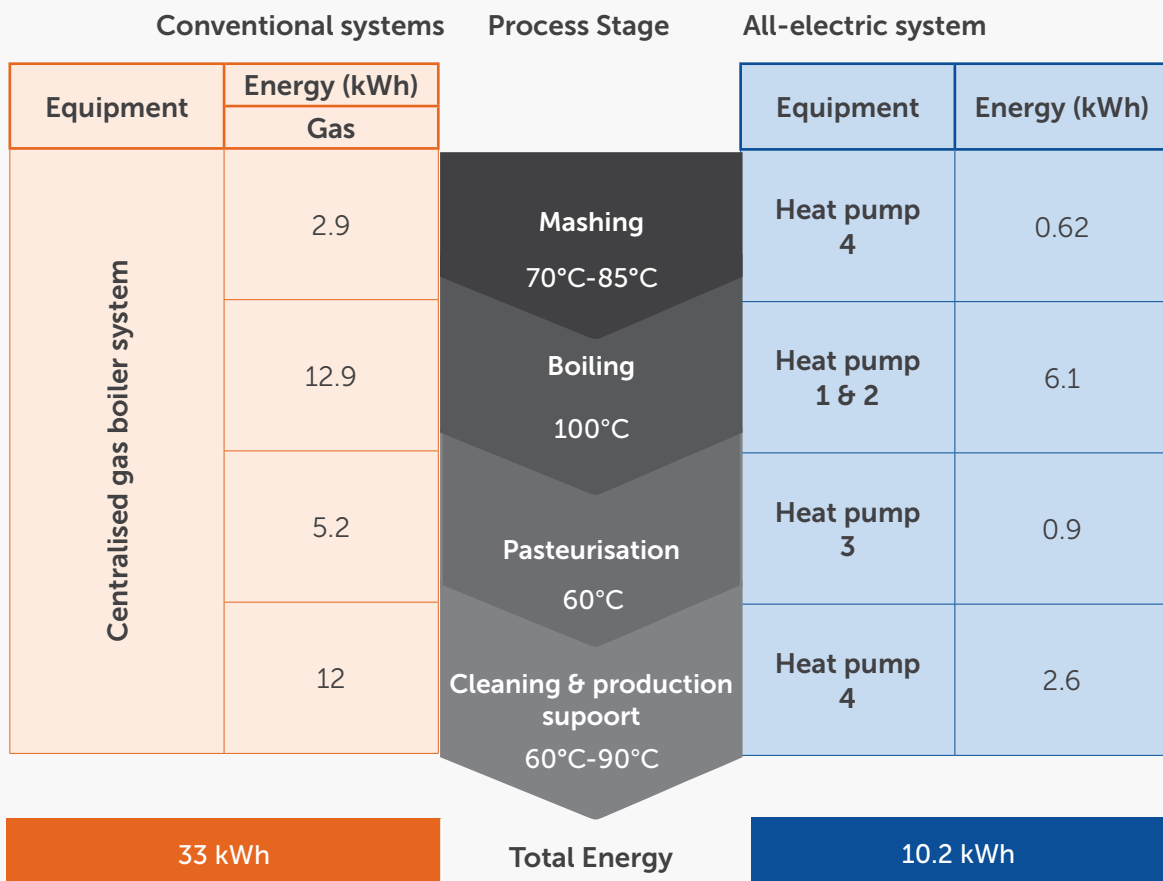 Conventional systems Process Stage All-electric system
Equipment
Energy (kWh)
Gas
Equipment
Energy (kWh)
Centralised gas boiler system
2.9
Mashing
70°C-85°C
Heat pump
4
0.62
12.9
Boiling
100°C
Heat pump
1 & 2
6.1
5.2
Pasteurisation
60°C
Heat pump
3
0.9
12
Cleaning & production
supoort
60°C-90°C
Heat pump
4
2.6
33 kWh
Total Energy
10.2 kWh